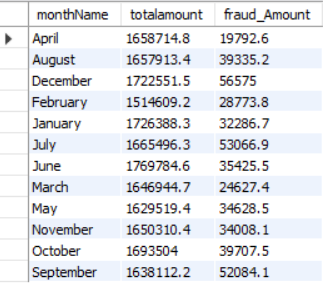 monthName totalamount fraud_Amount
April 1658714.8 19792.6
August 1657913.4 39335.2
December 1722551.5 56575
February 1514609.2 28773.8
January 1726388.3 32286.7
July 1665496.3 53066.9
June 1769784.6 35425.5
March 1646944.7 24627.4
May 1629519.4 34628.5
November 1650310.4 34008.1
October 1693504 39707.5
September 1638112.2 52084.1